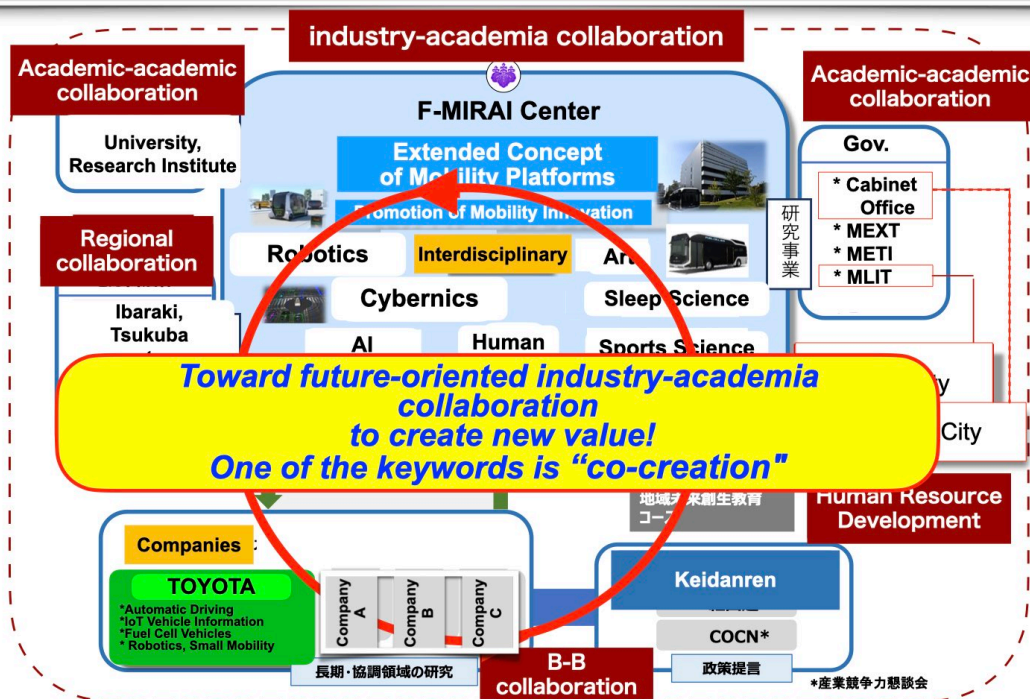 industry-academia collaboration
Academic-academic
collaboration
University,
Research Institute
F-MIRAI Center
Extended Concept
of Mobility Platforms
Promotion of Mobility Innovation
Robotics
Interdisciplinary
Art
Cybernics
Sleep Science
AI
Human
Sports Science
研究事業
Academic-academic
collaboration
Gov.
* Cabinet
Office
* MEXT
* METI
* MLIT
City
Regional
collaboration
Ibaraki,
Tsukuba
Toward future-oriented industry-academia
collaboration
to create new value!
One of the keywords is “co-creation"
地域未来創生教育
コース
Human Resource
Development
Companies
TOYOTA
*Automatic Driving
*IoT Vehicle Information
*Fuel Cell Vehicles
* Robotics, Small Mobility
Company
A
Company
B
Company
C
長期・協調領域の研究
B-B
collaboration
Keidanren
COCN*
政策提言
*産業競争力懇談会